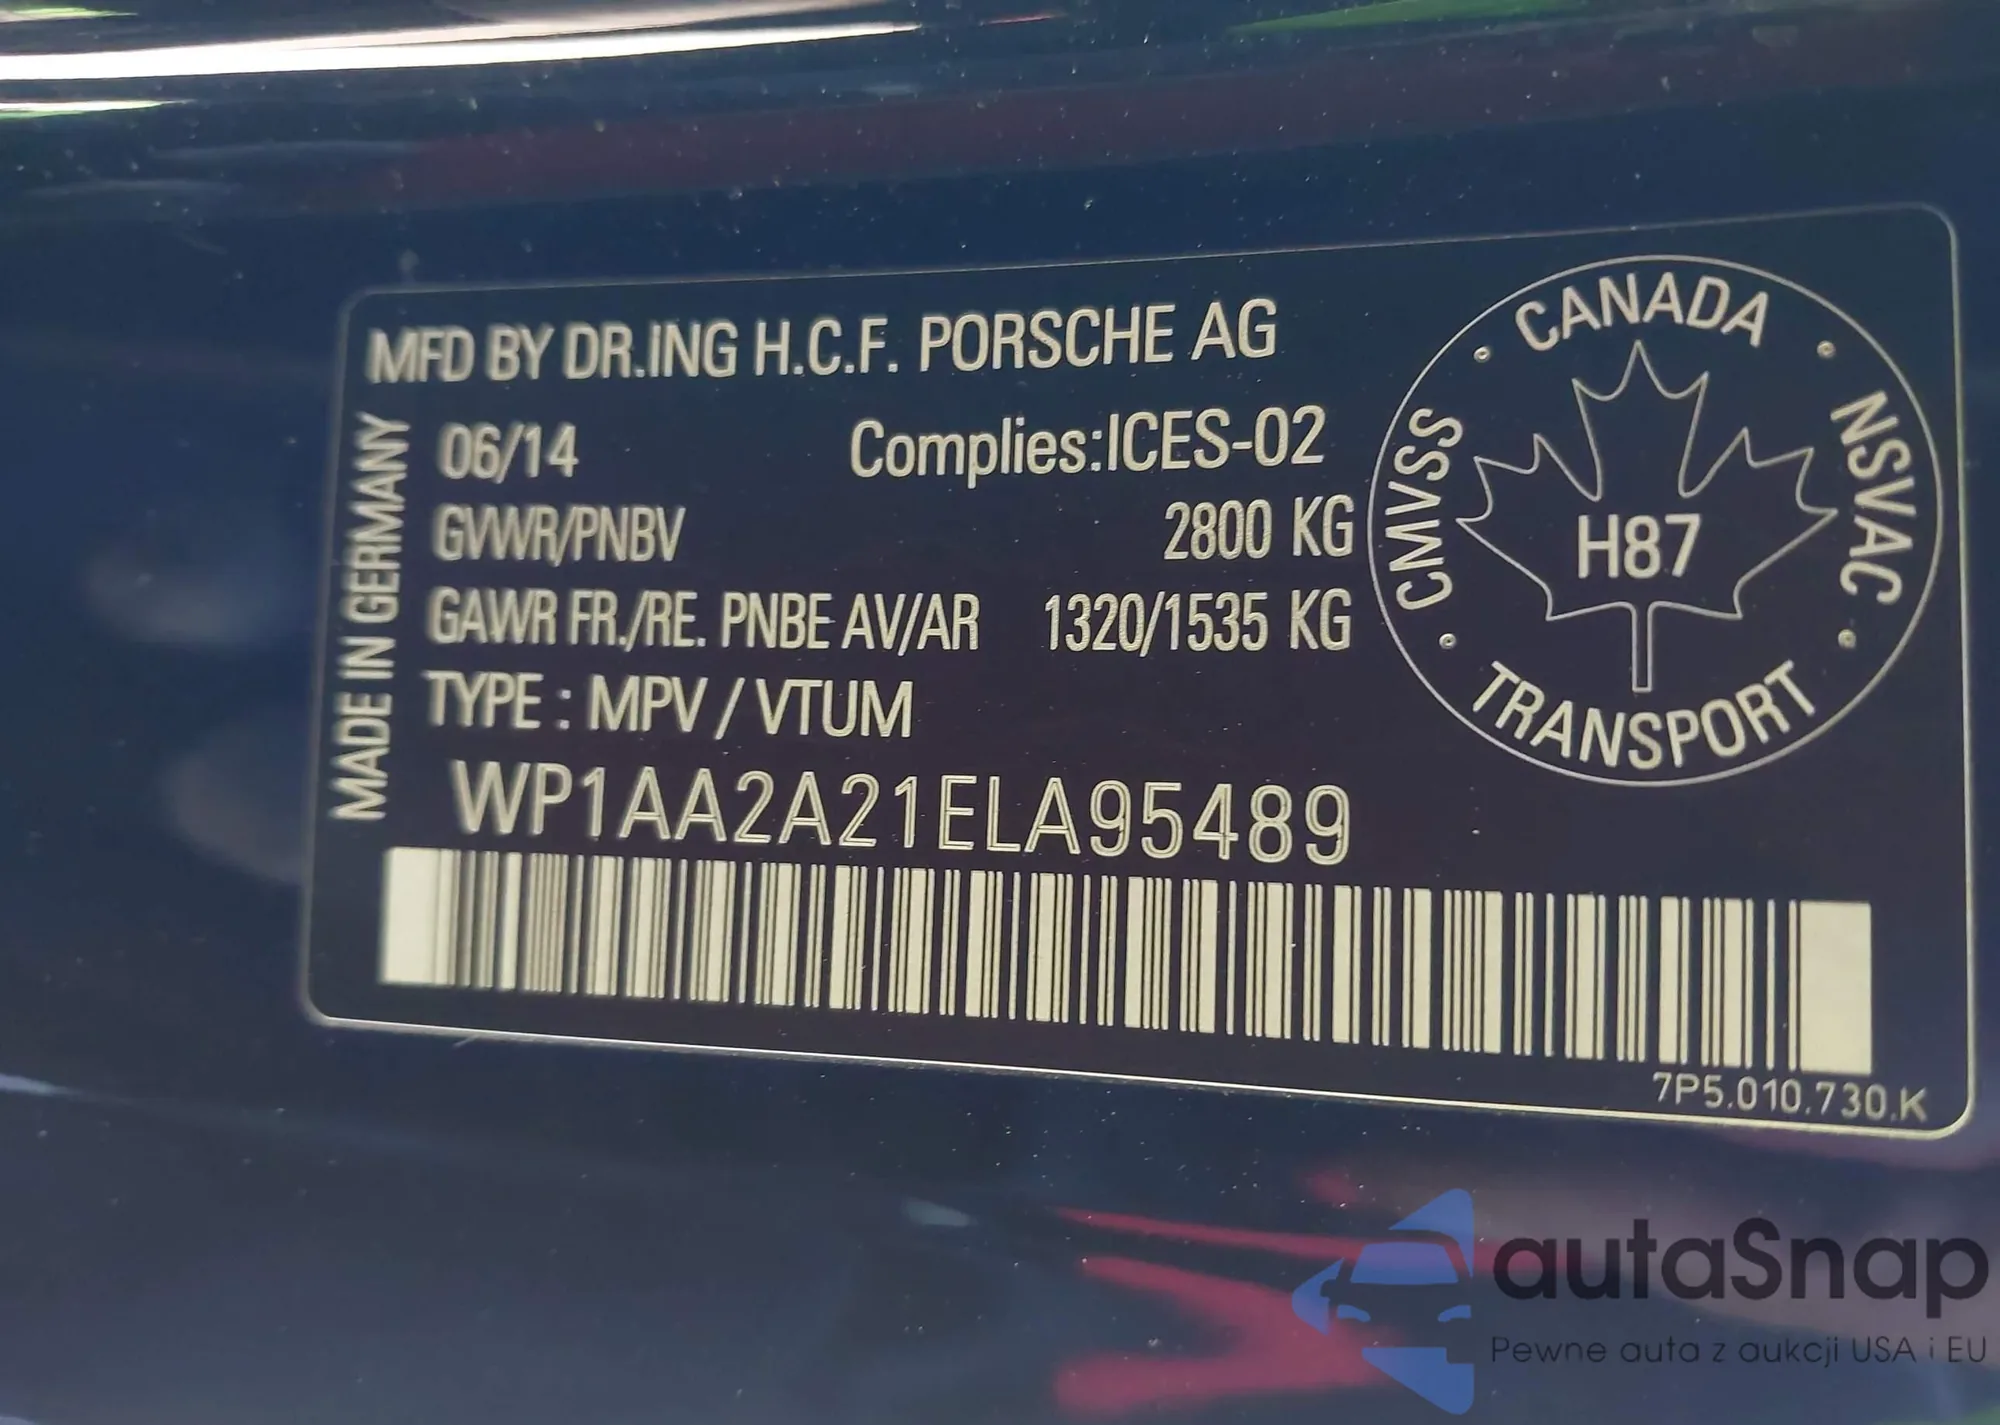 MFD BY DR.ING H.C.F. PORSCHE AG
06/14 Complies:ICES-02
GVWR/PNBV 2800 KG
GAWR FR./RE. PNBE AV/AR 1320/1535 KG
TYPE : MPV / VTUM
WP1AA2A21ELA95489
MADE IN GERMANY
CANADA
CMVSS
NSVAC
H87
TRANSPORT
7P5.010.730.K
autaSnap
Pewne auta z aukcji USA i EU